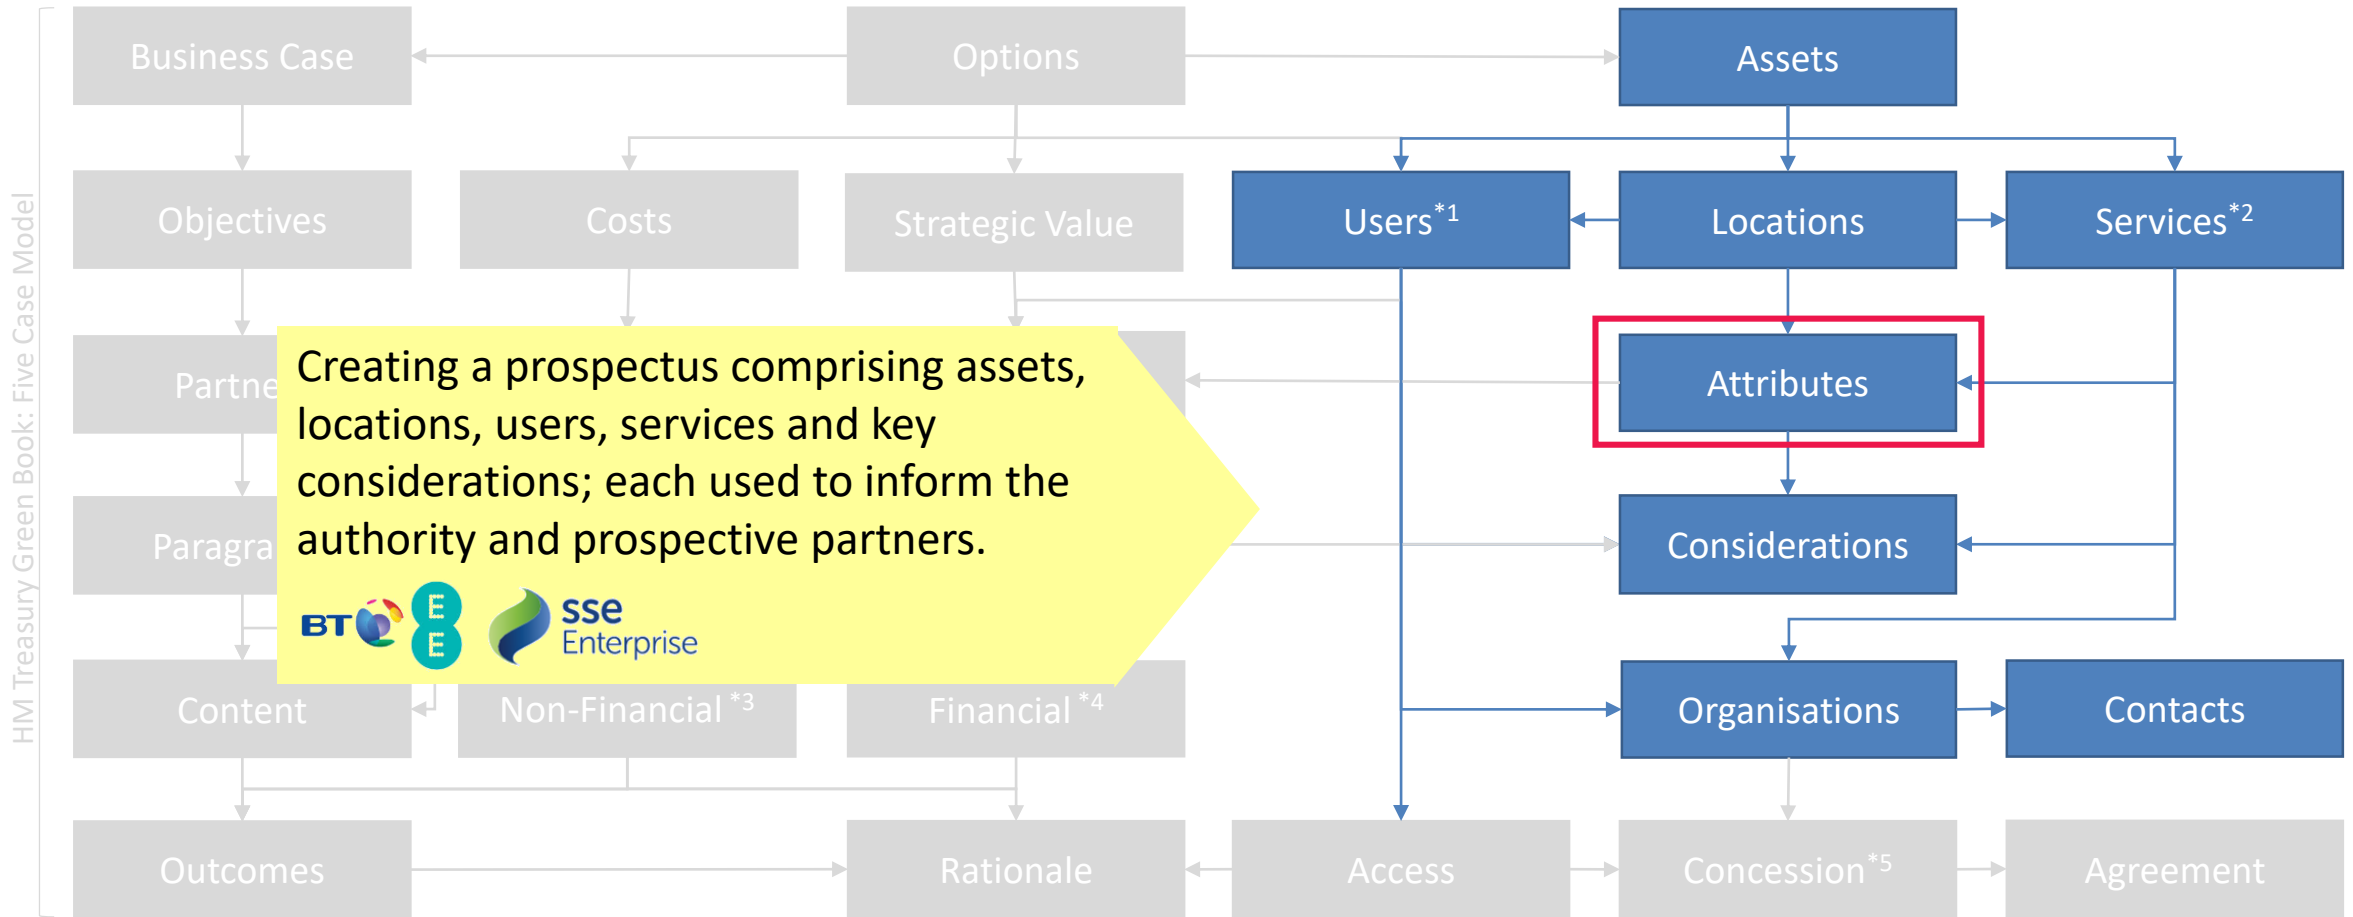 HM Treasury Green Book: Five Case Model
Business Case
Options
Assets
Objectives
Costs
Strategic Value
Users*1
Locations
Services*2
Attributes
Creating a prospectus comprising assets,
locations, users, services and key
considerations; each used to inform the
authority and prospective partners.
BT
EE
sse
Enterprise
Considerations
Content
Non-Financial *3
Financial *4
Organisations
Contacts
Outcomes
Rationale
Access
Concession*5
Agreement